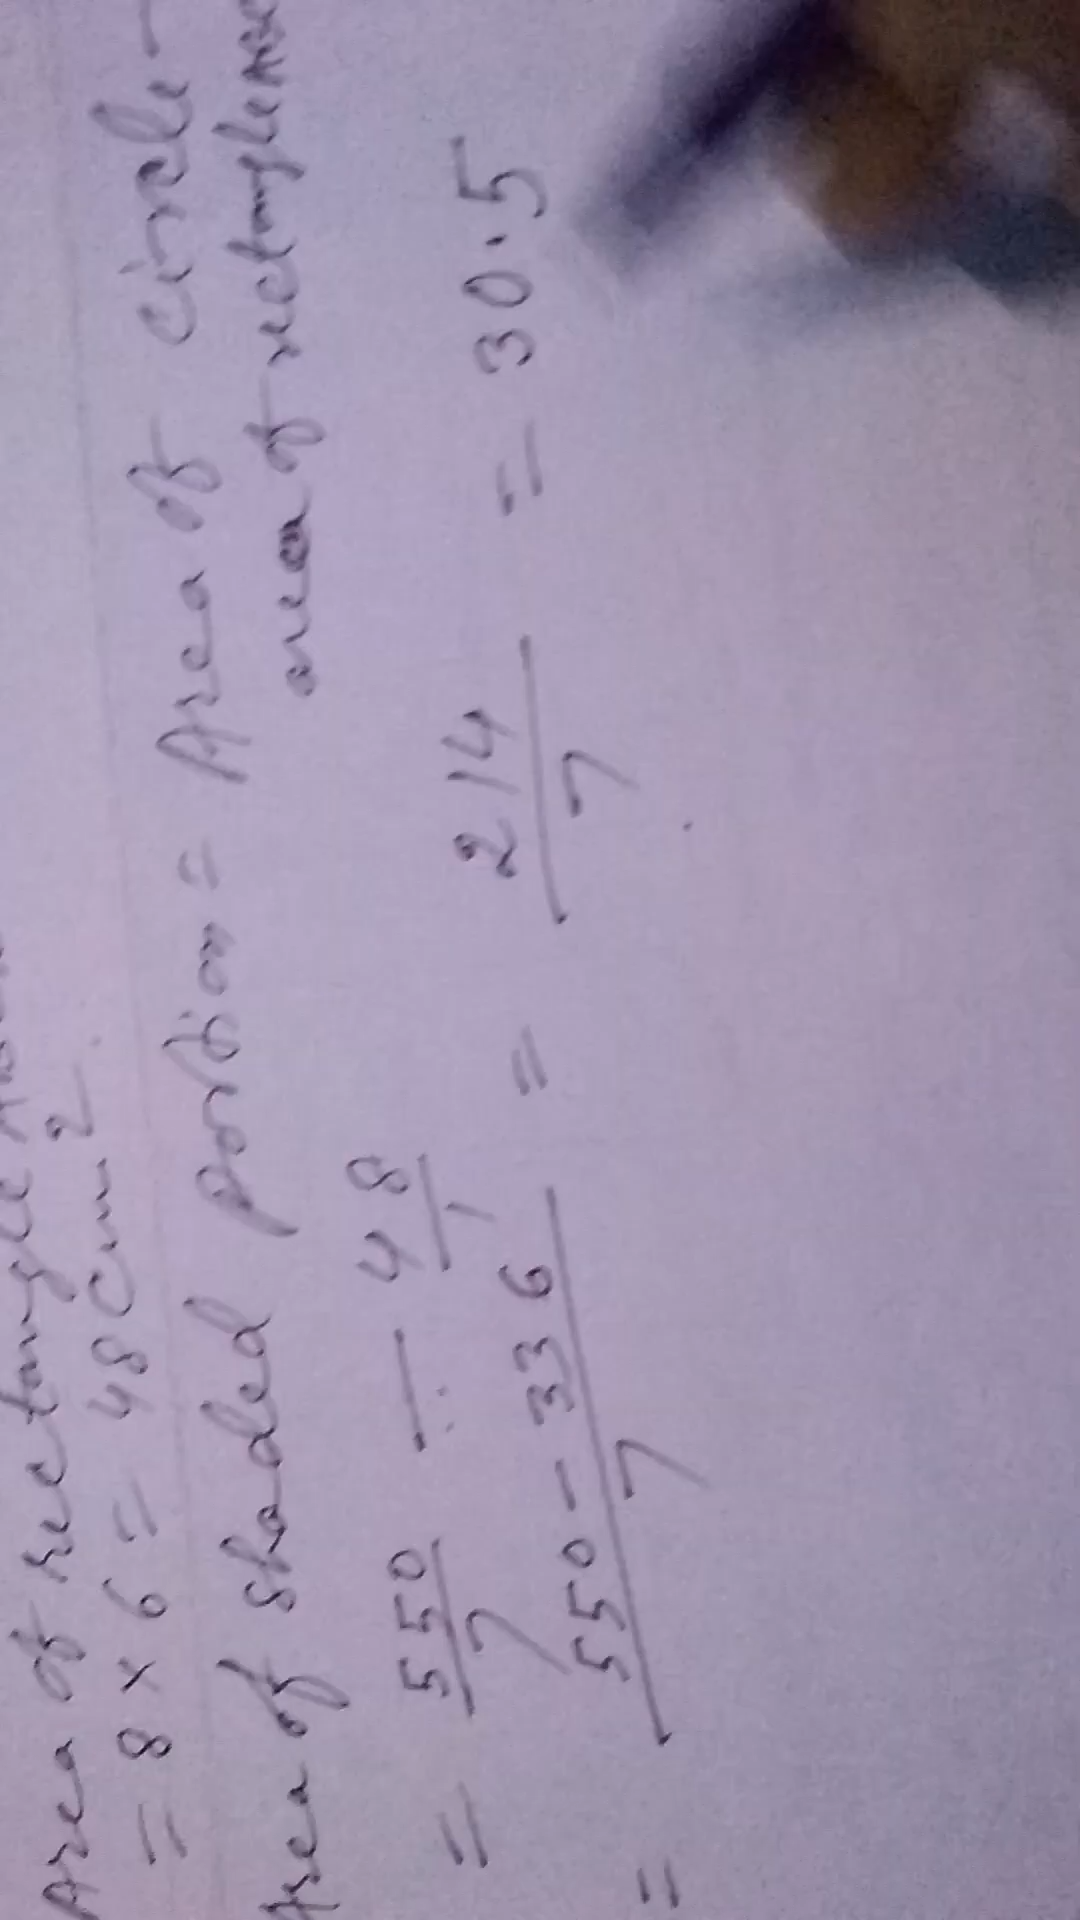 Area of rectangle
= 8 × 6 = 48 cm2.
Area of shaded portion = Area of circle -
area of rectangle
= 550/7 - 48/1
= 550 - 336/7 = 214/7 = 30.5